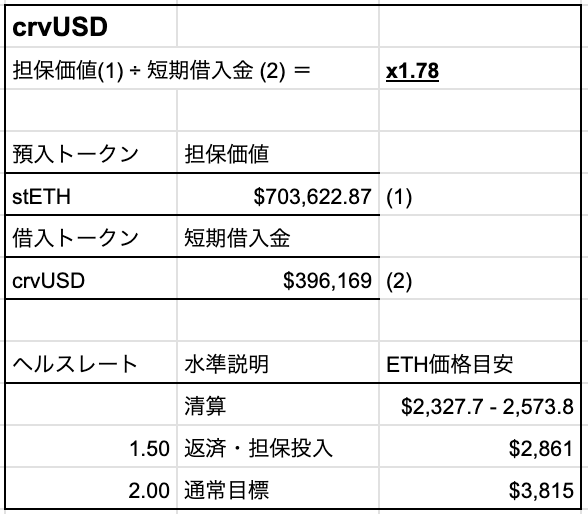 crvUSD
担保価値(1) ÷ 短期借入金 (2) ＝ x1.78
預入トークン 担保価値
stETH $703,622.87 (1)
借入トークン 短期借入金
crvUSD $396,169 (2)
ヘルスレート 水準説明 ETH価格目安
清算 $2,327.7 - 2,573.8
1.50 返済・担保投入 $2,861
2.00 通常目標 $3,815